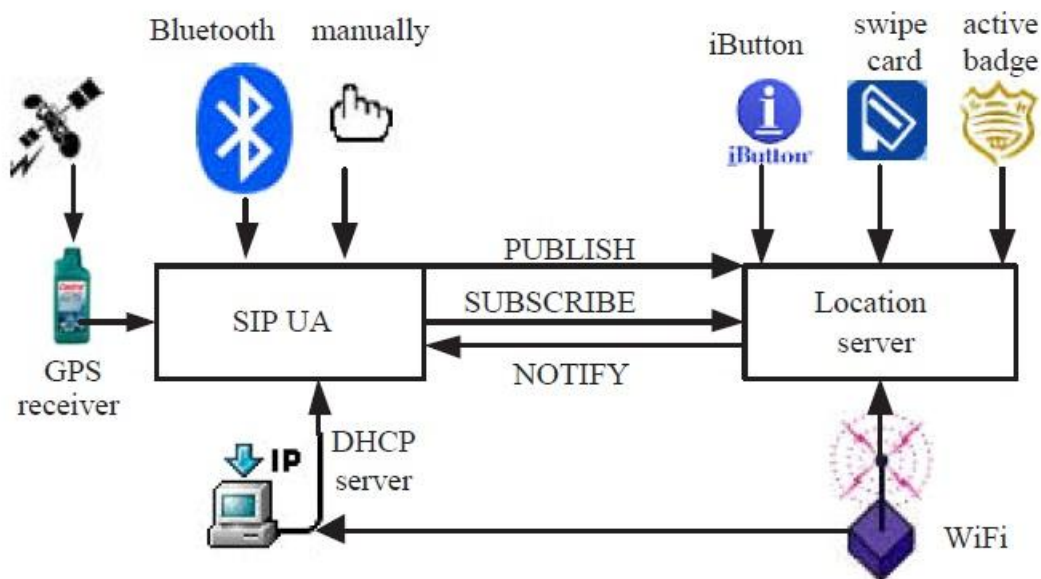 Bluetooth
manually
iButton
swipe
card
active
badge
i
iButton
PUBLISH
SIP UA
SUBSCRIBE
NOTIFY
Location
server
Castrol
GPS
receiver
DHCP
server
IP
WiFi